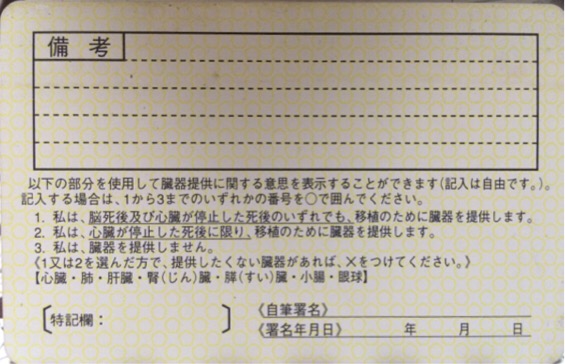 備 考
以下の部分を使用して臓器提供に関する意思を表示することができます(記入は自由です。)。
記入する場合は、1から3までのいずれかの番号を〇で囲んでください。
1. 私は、脳死後及び心臓が停止した死後のいずれでも、移植のために臓器を提供します。
2. 私は、心臓が停止した死後に限り、移植のために臓器を提供します。
3. 私は、臓器を提供しません。
《1又は2を選んだ方で、提供したくない臓器があれば、×をつけてください。》
【心臓・肺・肝臓・腎(じん)臓・膵(すい)臓・小腸・眼球】
〔特記欄: 〕
《自筆署名》
《署名年月日》 年 月 日